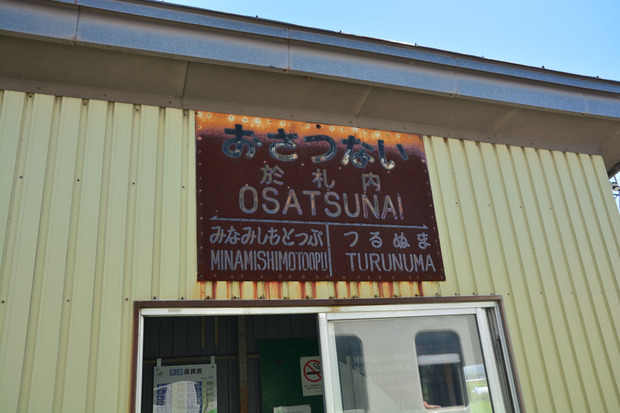 おさつない
於札内
OSATSUNAI
みなみしもとつぷ
つるぬま
MINAMISHIMOTOOPU
TURUNUMA